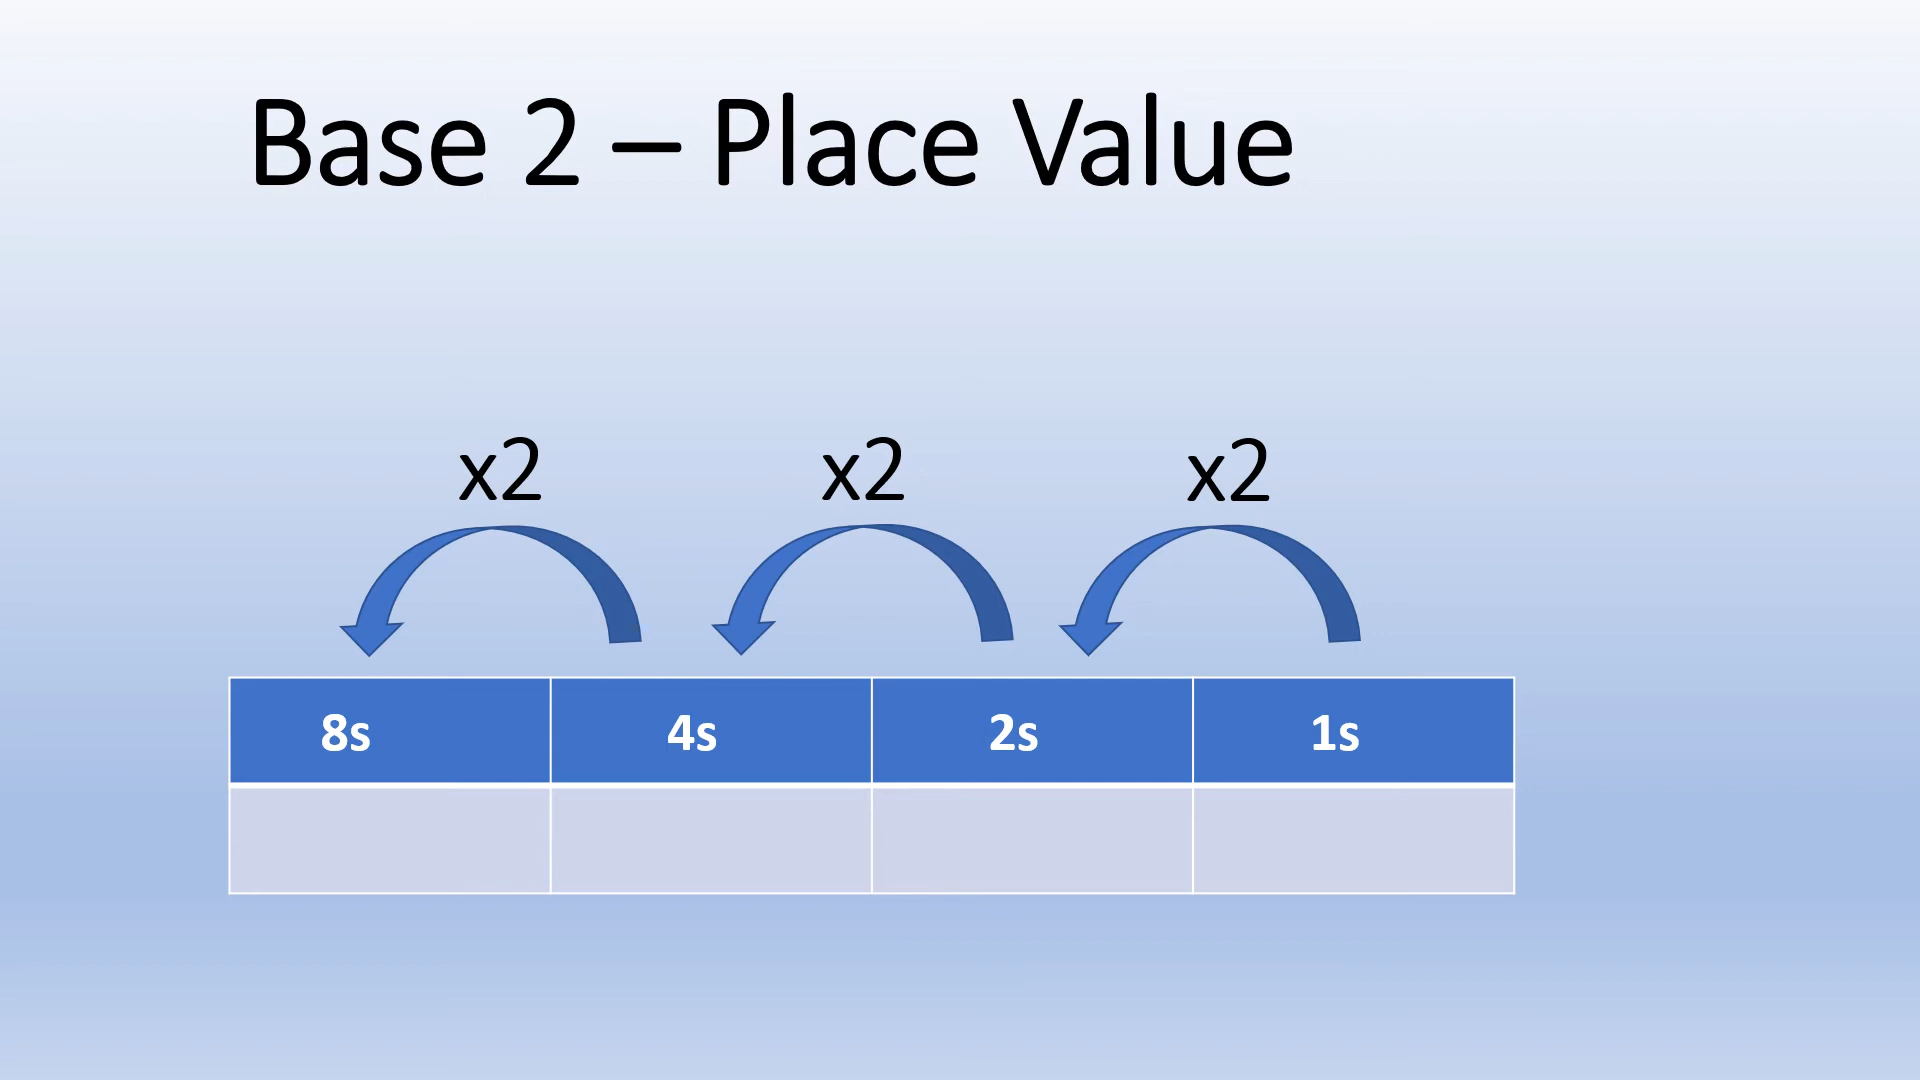 Base 2 – Place Value
x2 x2 x2
8s 4s 2s 1s